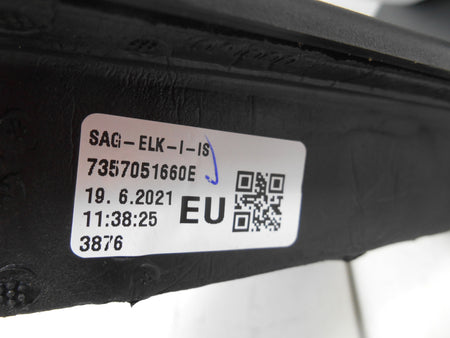 SAG-ELK-I-IS
7357051660E
19. 6.2021
11:38:25
EU
3876